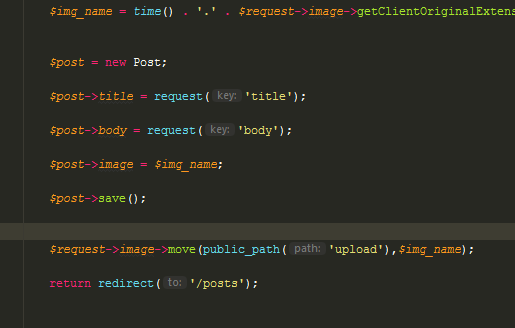 $img_name = time() . '.' . $request->image->getClientOriginalExtens
$post = new Post;
$post->title = request( key: 'title');
$post->body = request( key: 'body');
$post->image = $img_name;
$post->save();
$request->image->move(public_path( path: 'upload'),$img_name);
return redirect( to: '/posts');